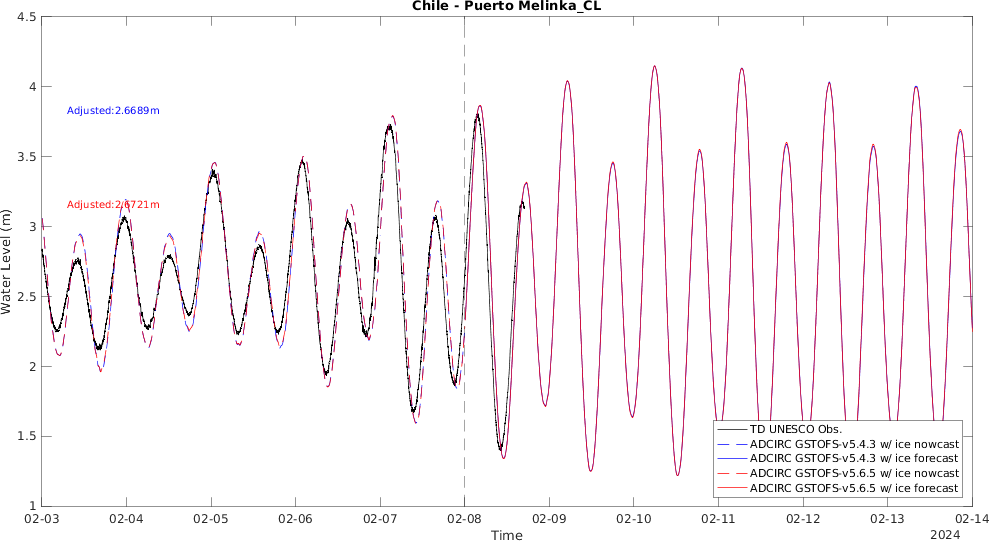 Chile - Puerto Melinka_CL
4.5
4
3.5
3
2.5
2
1.5
1
Water Level (m)
Adjusted:2.6689m
Adjusted:2.6721m
TD UNESCO Obs.
ADCIRC GSTOFS-v5.4.3 w/ ice nowcast
ADCIRC GSTOFS-v5.4.3 w/ ice forecast
ADCIRC GSTOFS-v5.6.5 w/ ice nowcast
ADCIRC GSTOFS-v5.6.5 w/ ice forecast
02-03 02-04 02-05 02-06 02-07 02-08 02-09 02-10 02-11 02-12 02-13 02-14
Time
2024